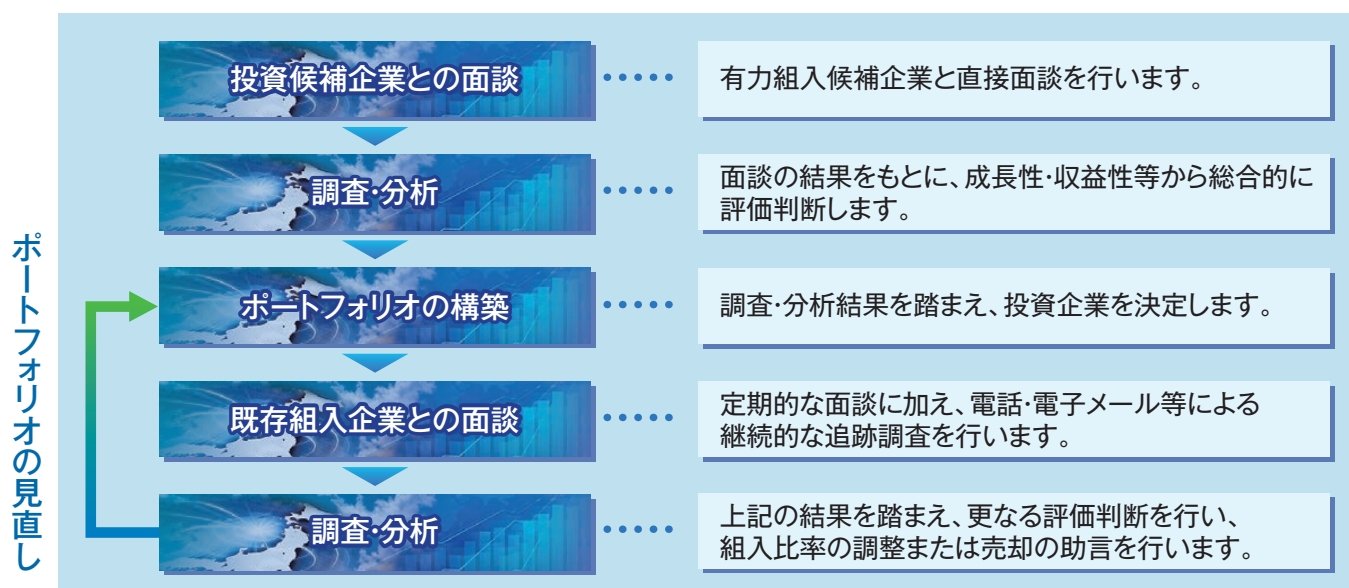 投資候補企業との面談
有力組入候補企業と直接面談を行います。
調査･分析
面談の結果をもとに、成長性･収益性等から総合的に
評価判断します。
ポートフォリオの構築
調査･分析結果を踏まえ、投資企業を決定します。
既存組入企業との面談
定期的な面談に加え、電話･電子メール等による
継続的な追跡調査を行います。
調査･分析
上記の結果を踏まえ、更なる評価判断を行い、
組入比率の調整または売却の助言を行います。
ポートフォリオの見直し